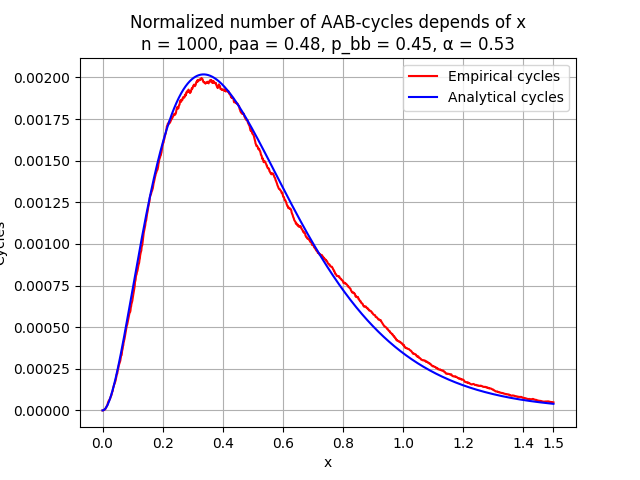 Normalized number of AAB-cycles depends of x
n = 1000, paa = 0.48, p_bb = 0.45, α = 0.53
Empirical cycles
Analytical cycles
0.00200
0.00175
0.00150
0.00125
0.00100
0.00075
0.00050
0.00025
0.00000
Cycles
0.0 0.2 0.4 0.6 0.8 1.0 1.2 1.4 1.5
x